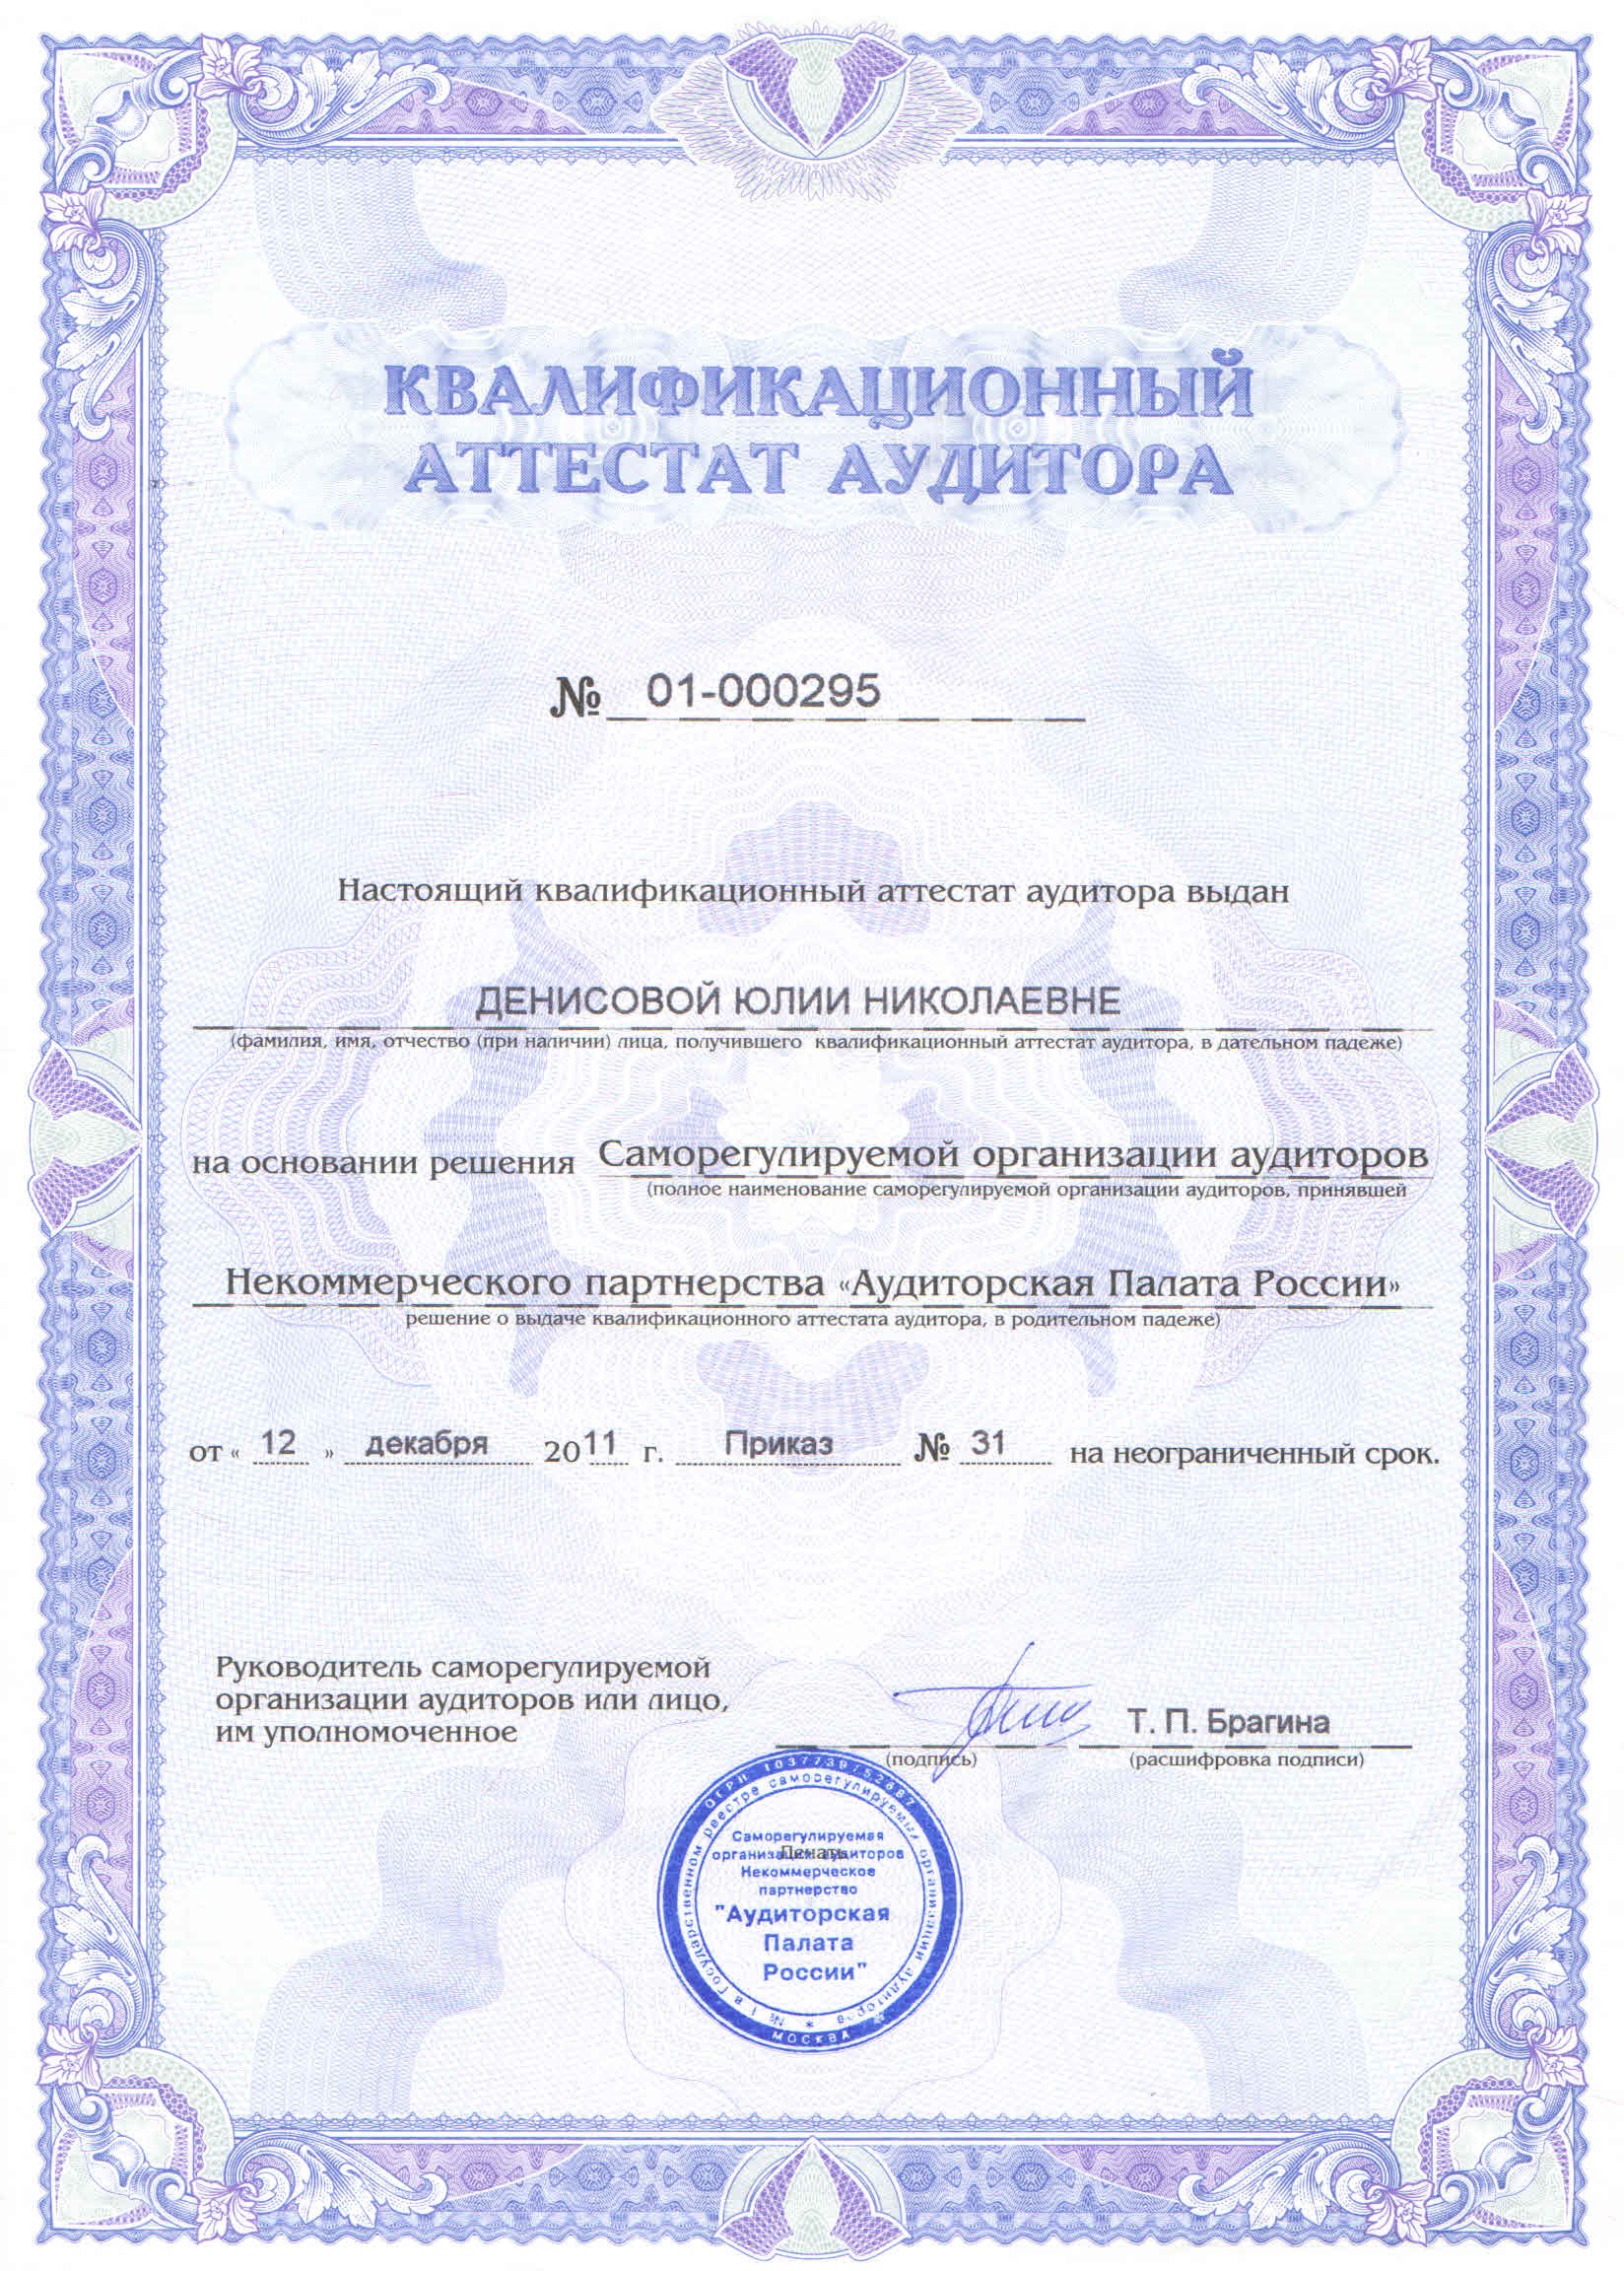 КВАЛИФИКАЦИОННЫЙ
АТТЕСТАТ АУДИТОРА
№ 01-000295
Настоящий квалификационный аттестат аудитора выдан
ДЕНИСОВОЙ ЮЛИИ НИКОЛАЕВНЕ
(фамилия, имя, отчество (при наличии) лица, получившего квалификационный аттестат аудитора, в дательном падеже)
на основании решения Саморегулируемой организации аудиторов
(полное наименование саморегулируемой организации аудиторов, принявшей
Некоммерческого партнерства «Аудиторская Палата России»
решение о выдаче квалификационного аттестата аудитора, в родительном падеже)
от « 12 » декабря 2011 г. Приказ № 31 на неограниченный срок.
Руководитель саморегулируемой
организации аудиторов или лицо,
им уполномоченное
Т. П. Брагина
(подпись) (расшифровка подписи)
ОГРН 1037739752687
№ 1 в Государственном реестре саморегулируемых организаций аудиторов *
Саморегулируемая
организация аудиторов
Печать
Некоммерческое
партнерство
"Аудиторская
Палата
России"
МОСКВА